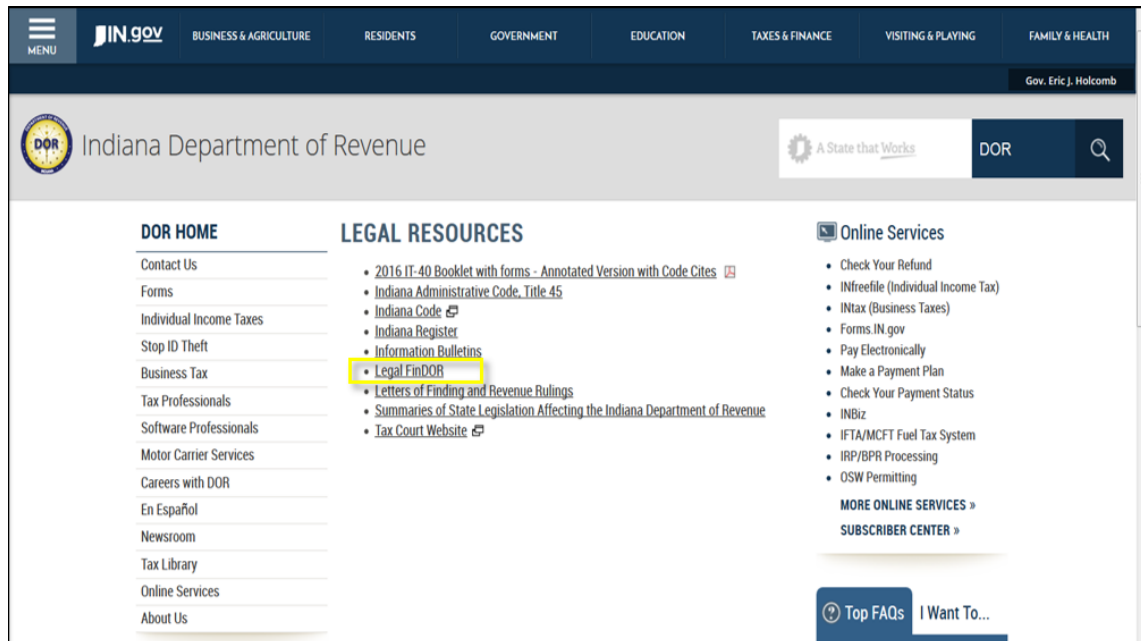 MENU
IN.gov
BUSINESS & AGRICULTURE
RESIDENTS
GOVERNMENT
EDUCATION
TAXES & FINANCE
VISITING & PLAYING
FAMILY & HEALTH
Gov. Eric J. Holcomb
DOR
Indiana Department of Revenue
A State that Works
DOR
DOR HOME
Contact Us
Forms
Individual Income Taxes
Stop ID Theft
Business Tax
Tax Professionals
Software Professionals
Motor Carrier Services
Careers with DOR
En Español
Newsroom
Tax Library
Online Services
About Us
LEGAL RESOURCES
• 2016 IT-40 Booklet with forms - Annotated Version with Code Cites
• Indiana Administrative Code, Title 45
• Indiana Code
• Indiana Register
• Information Bulletins
• Legal FinDOR
• Letters of Finding and Revenue Rulings
• Summaries of State Legislation Affecting the Indiana Department of Revenue
• Tax Court Website
Online Services
• Check Your Refund
• INfreefile (Individual Income Tax)
• INtax (Business Taxes)
• Forms.IN.gov
• Pay Electronically
• Make a Payment Plan
• Check Your Payment Status
• INBiz
• IFTA/MCFT Fuel Tax System
• IRP/BPR Processing
• OSW Permitting
MORE ONLINE SERVICES »
SUBSCRIBER CENTER »
? Top FAQs
I Want To...